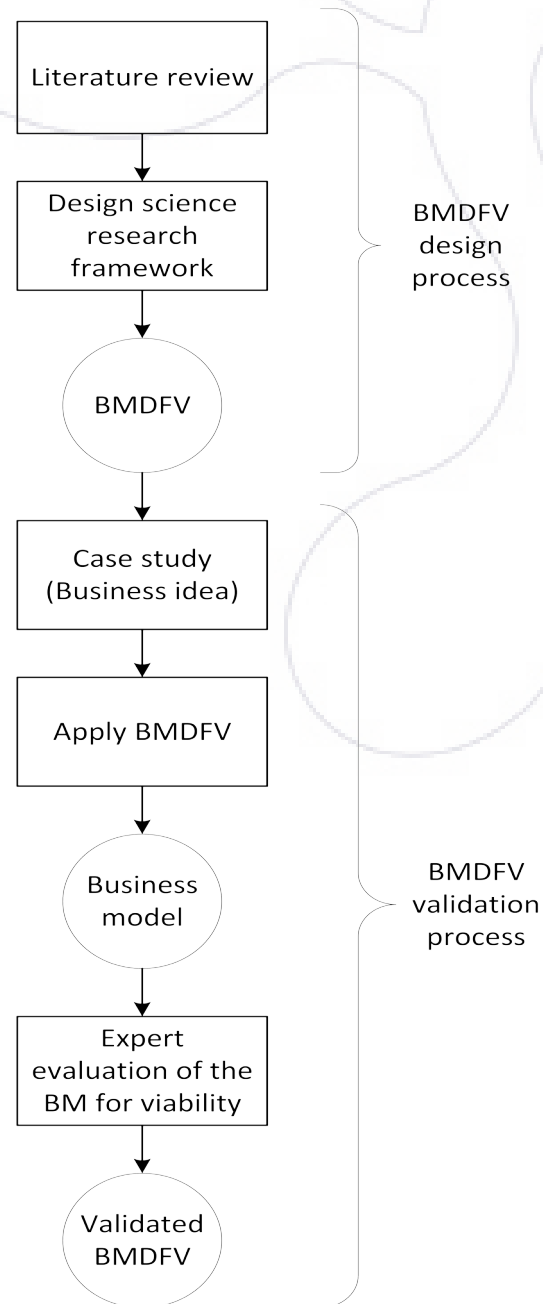 Literature review
Design science
research
framework
BMDFV
design
process
BMDFV
Case study
(Business idea)
Apply BMDFV
Business
model
BMDFV
validation
process
Expert
evaluation of the
BM for viability
Validated
BMDFV